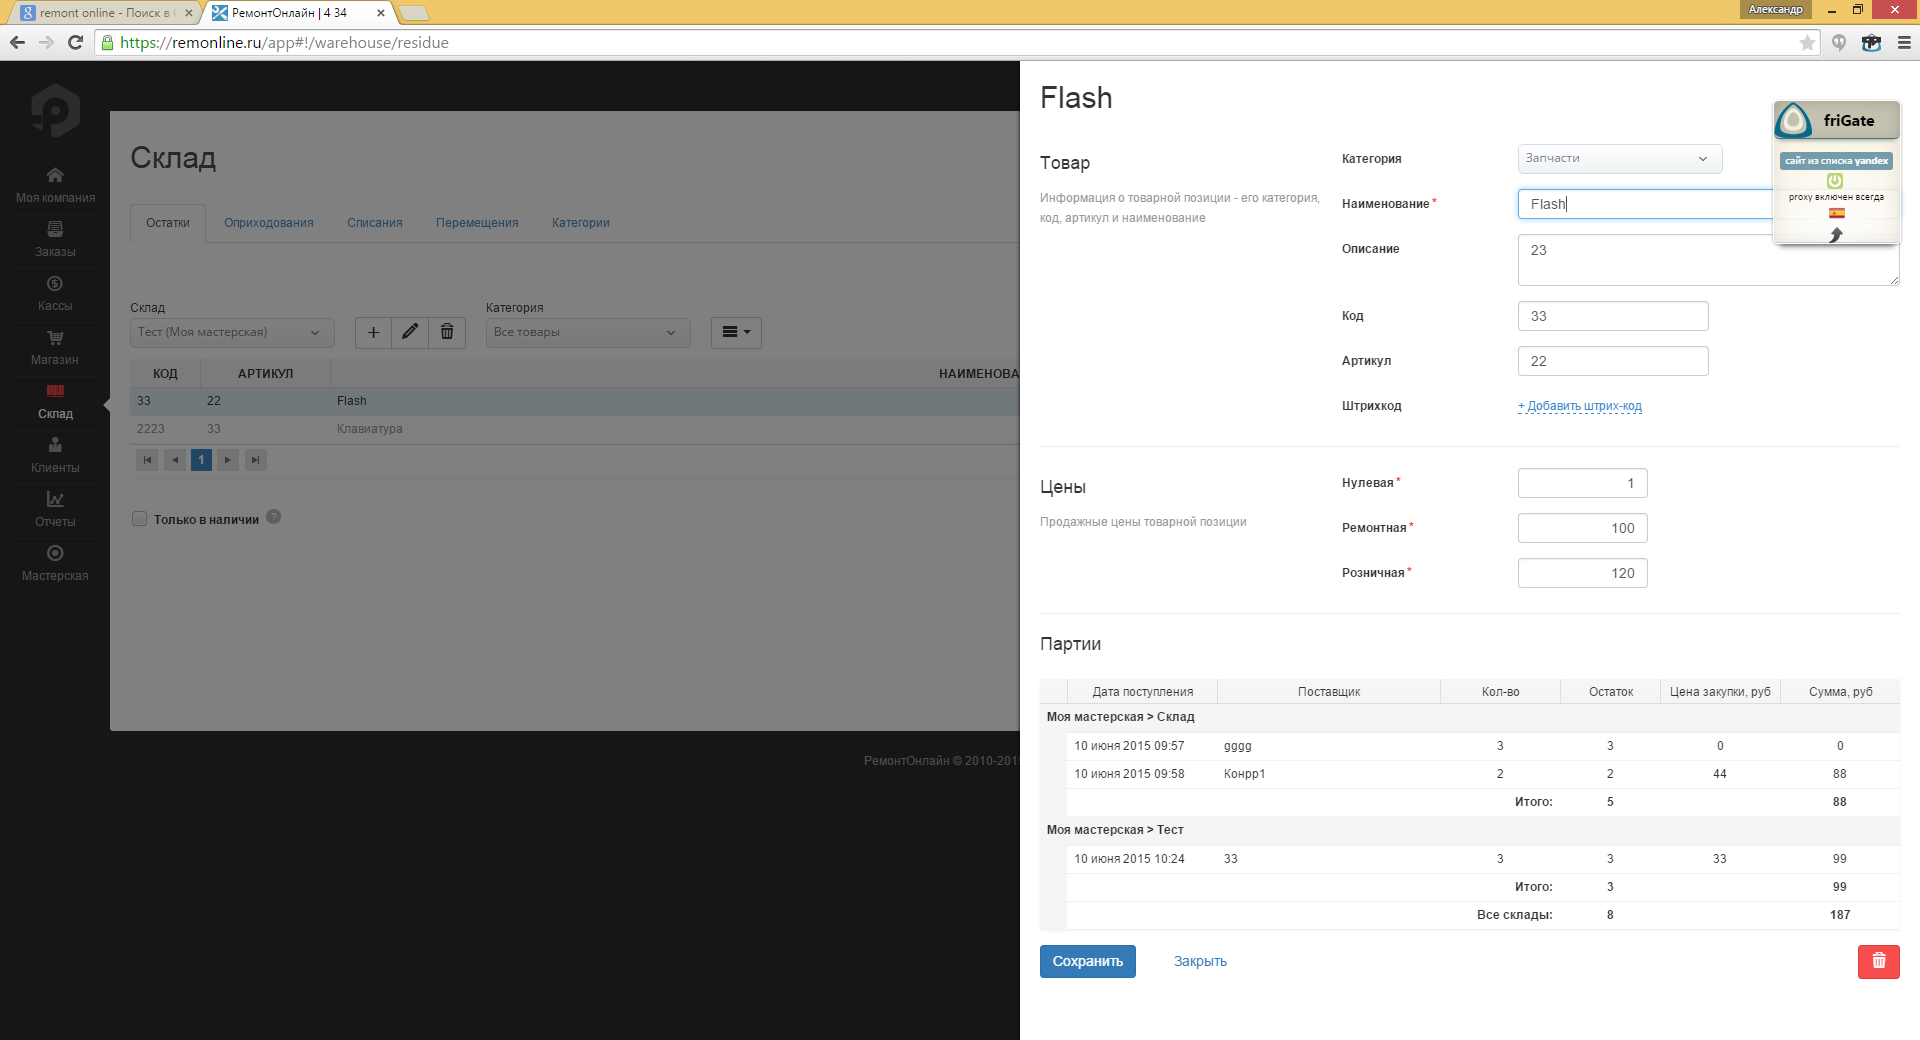 remont online - Поиск в
РемонтОнлайн | 4 34
Александр
https://remonline.ru/app#!/warehouse/residue
Моя компания
Заказы
Кассы
Магазин
Склад
Клиенты
Отчеты
Мастерская
Склад
Остатки
Оприходования
Списания
Перемещения
Категории
Склад
Категория
Тест (Моя мастерская)
Все товары
КОД АРТИКУЛ НАИМЕНОВА
33 22 Flash
2223 33 Клавиатура
1
Только в наличии ?
РемонтОнлайн © 2010-201
Flash
Товар
Информация о товарной позиции - его категория,
код, артикул и наименование
Категория Запчасти
Наименование* Flash
Описание 23
Код 33
Артикул 22
Штрихкод + Добавить штрих-код
friGate
сайт из списка yandex
proxy включен всегда
Цены
Продажные цены товарной позиции
Нулевая* 1
Ремонтная* 100
Розничная* 120
Партии
Дата поступления Поставщик Кол-во Остаток Цена закупки, руб Сумма, руб
Моя мастерская > Склад
10 июня 2015 09:57 gggg 3 3 0 0
10 июня 2015 09:58 Конрр1 2 2 44 88
Итого: 5 88
Моя мастерская > Тест
10 июня 2015 10:24 33 3 3 33 99
Итого: 3 99
Все склады: 8 187
Сохранить
Закрыть